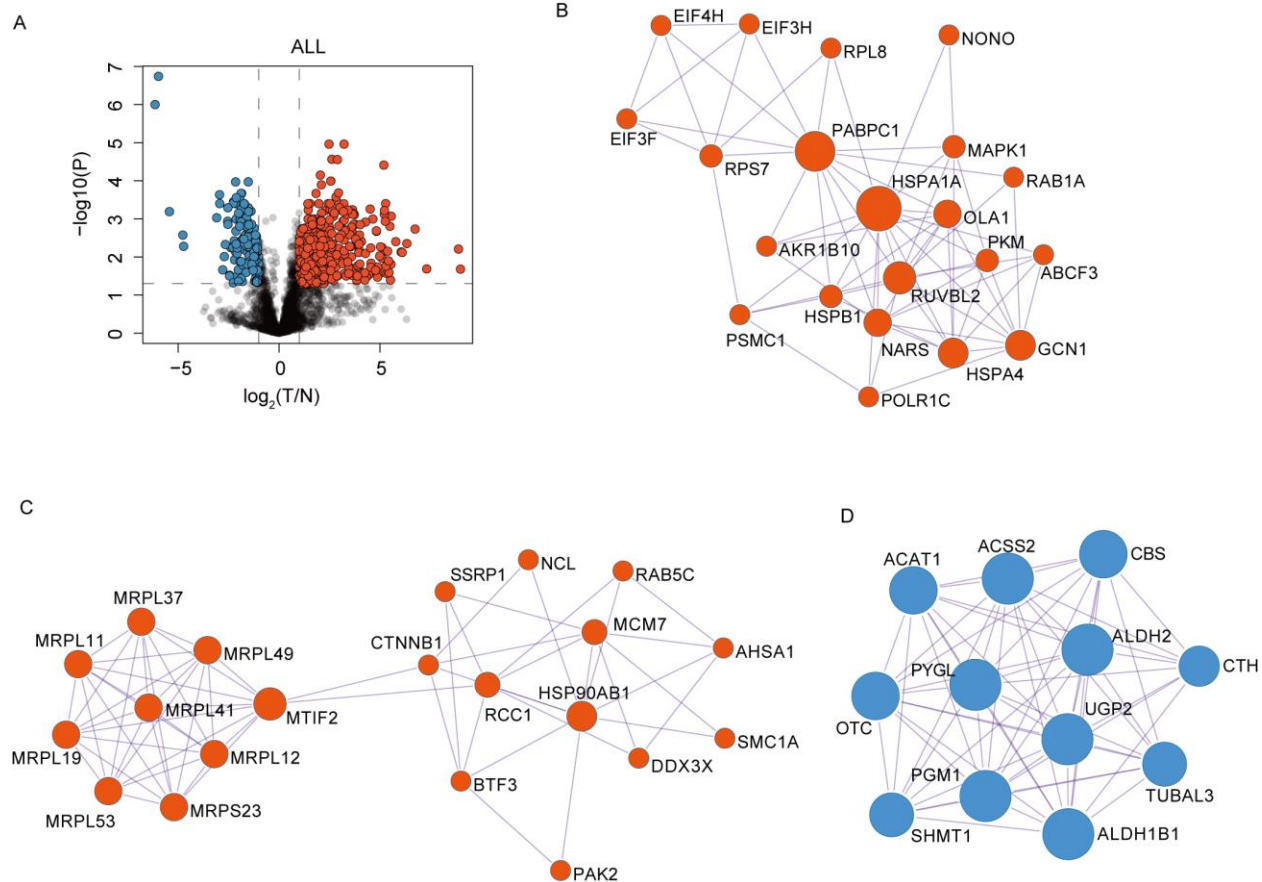 A
ALL
−log10(P)
7
6
5
4
3
2
1
0
−5
0
5
log₂(T/N)
B
EIF4H
EIF3H
RPL8
NONO
EIF3F
PABPC1
RPS7
MAPK1
RAB1A
HSPA1A
OLA1
AKR1B10
PKM
ABCF3
RUVBL2
HSPB1
PSMC1
NARS
GCN1
HSPA4
POLR1C
C
MRPL37
MRPL11
MRPL49
MRPL41
MTIF2
MRPL19
MRPL12
MRPL53
MRPS23
SSRP1
NCL
RAB5C
CTNNB1
MCM7
AHSA1
HSP90AB1
RCC1
SMC1A
DDX3X
BTF3
PAK2
D
ACAT1
ACSS2
CBS
ALDH2
PYGL
CTH
OTC
UGP2
PGM1
TUBAL3
SHMT1
ALDH1B1